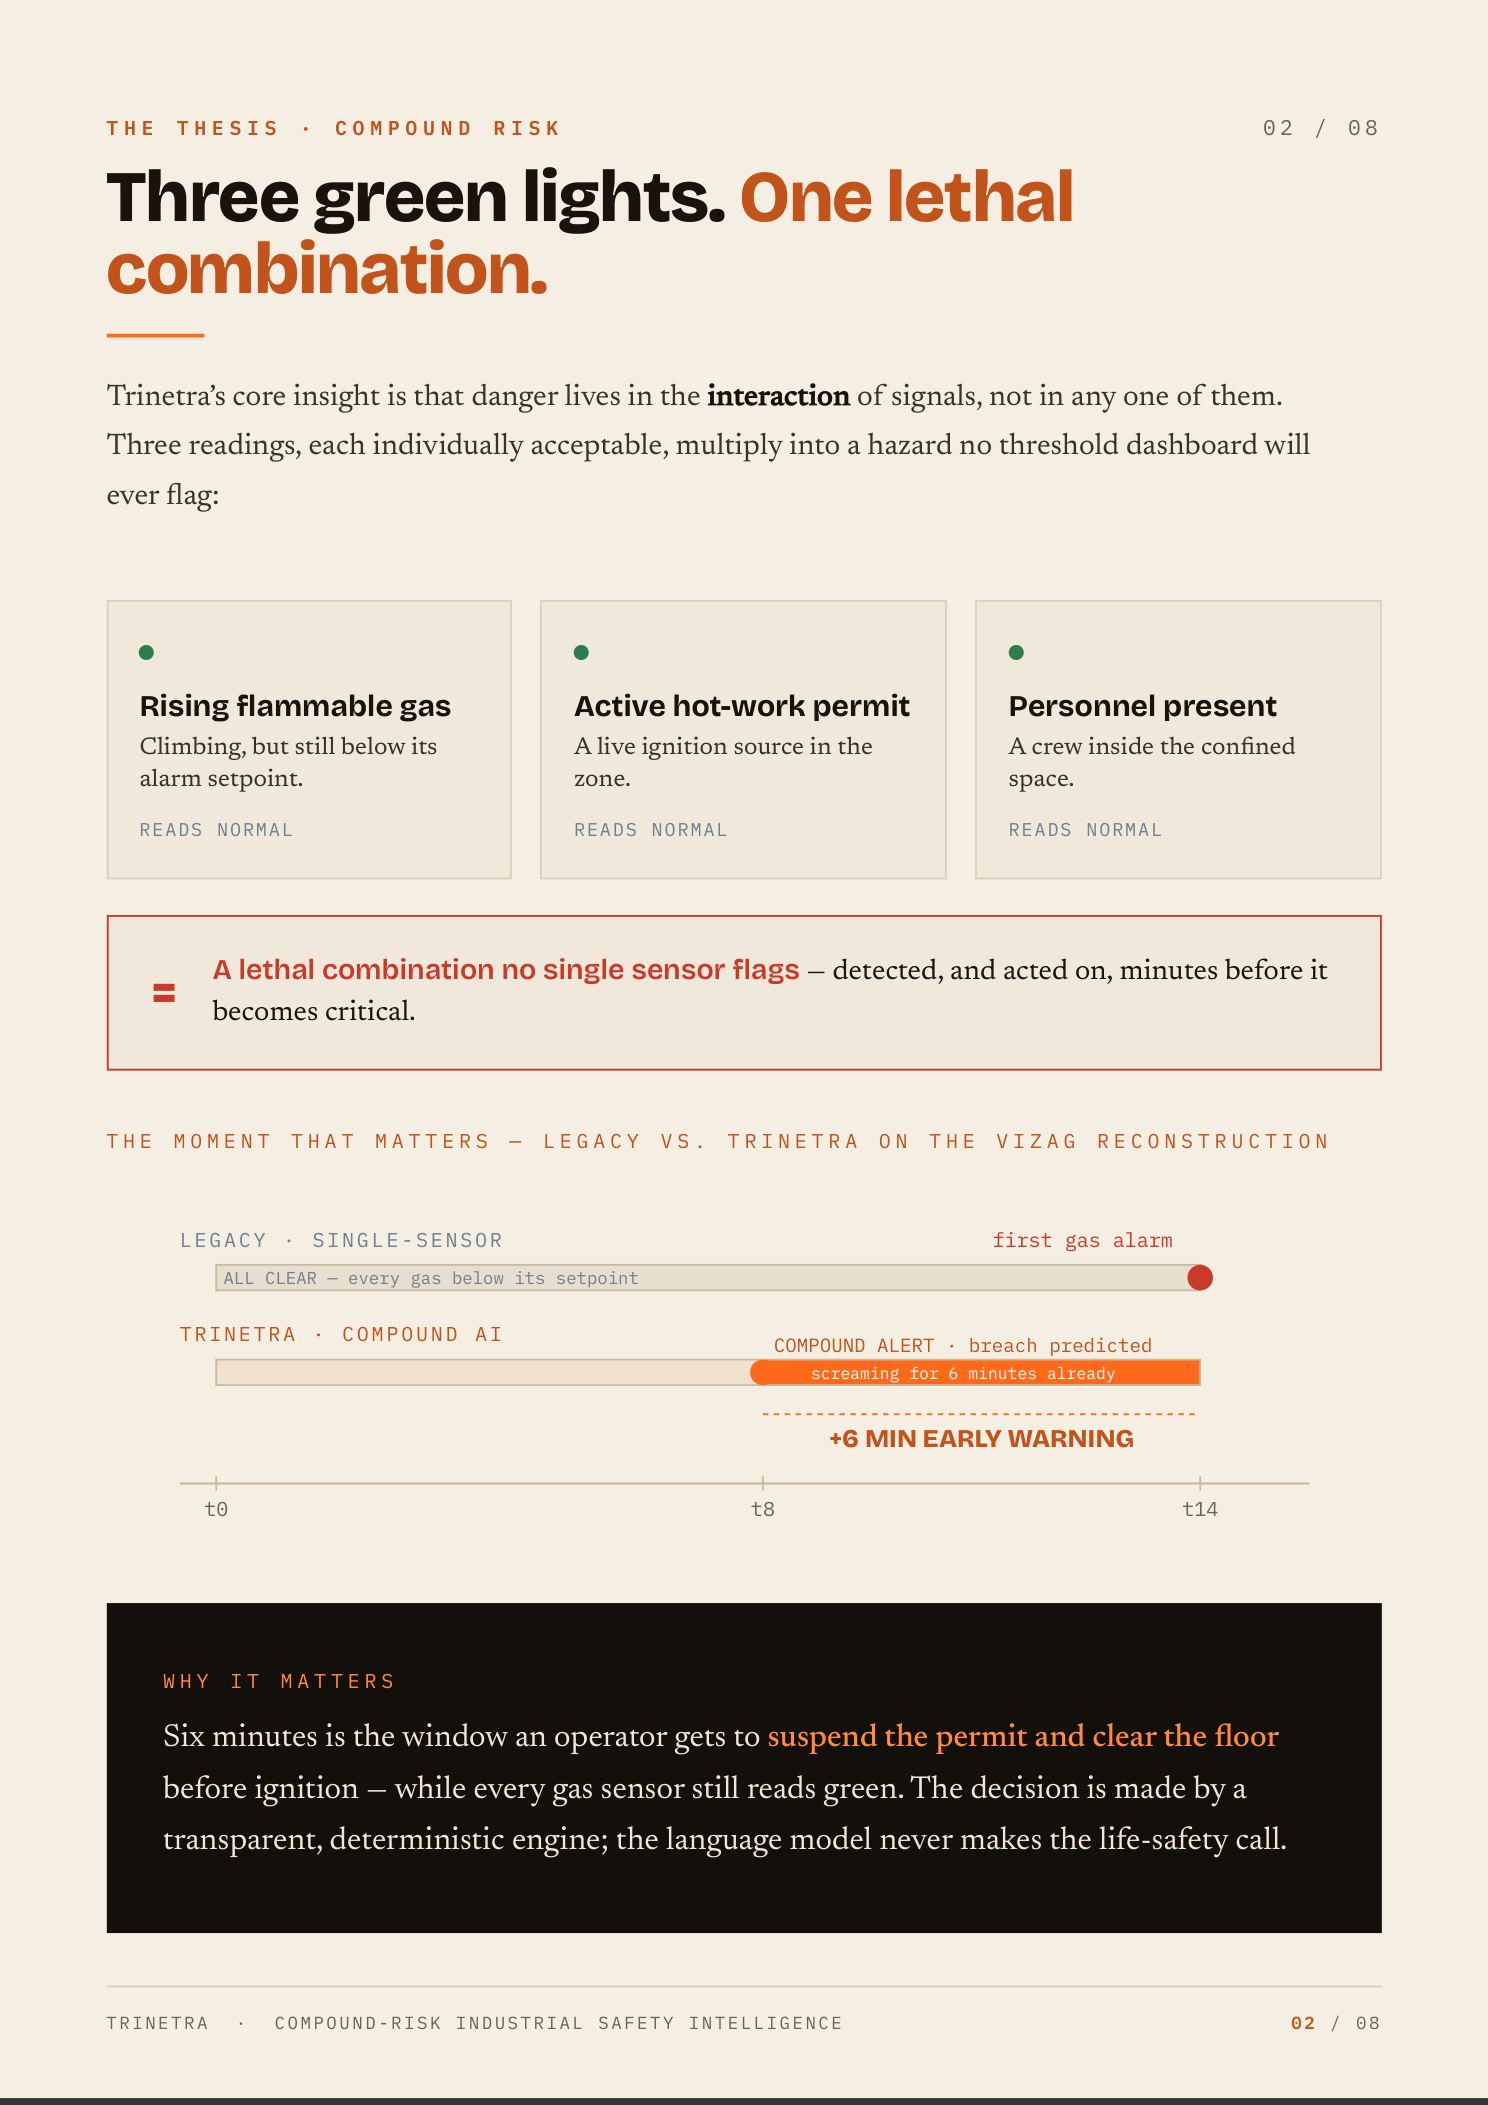 THE THESIS · COMPOUND RISK
02 / 08
Three green lights. One lethal
combination.
Trinetra’s core insight is that danger lives in the interaction of signals, not in any one of them.
Three readings, each individually acceptable, multiply into a hazard no threshold dashboard will
ever flag:
Rising flammable gas
Climbing, but still below its
alarm setpoint.
READS NORMAL
Active hot-work permit
A live ignition source in the
zone.
READS NORMAL
Personnel present
A crew inside the confined
space.
READS NORMAL
= A lethal combination no single sensor flags — detected, and acted on, minutes before it
becomes critical.
THE MOMENT THAT MATTERS — LEGACY VS. TRINETRA ON THE VIZAG RECONSTRUCTION
LEGACY · SINGLE-SENSOR
first gas alarm
ALL CLEAR — every gas below its setpoint
TRINETRA · COMPOUND AI
COMPOUND ALERT · breach predicted
screaming for 6 minutes already
+6 MIN EARLY WARNING
t0
t8
t14
WHY IT MATTERS
Six minutes is the window an operator gets to suspend the permit and clear the floor
before ignition — while every gas sensor still reads green. The decision is made by a
transparent, deterministic engine; the language model never makes the life-safety call.
TRINETRA · COMPOUND-RISK INDUSTRIAL SAFETY INTELLIGENCE
02 / 08